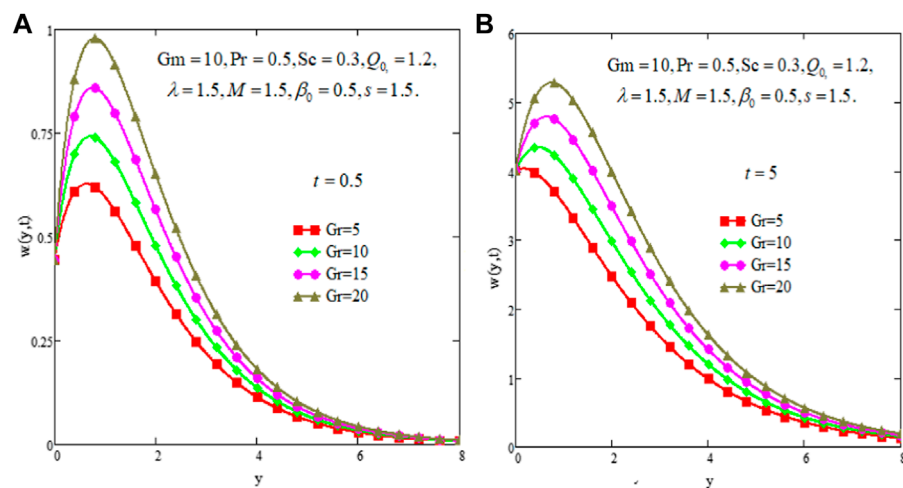 A
w(y,t)
1
0.75
0.5
0.25
0
Gm = 10, Pr = 0.5, Sc = 0.3, Q₀, = 1.2,
λ = 1.5, M = 1.5, β₀ = 0.5, s = 1.5.
t = 0.5
Gr=5
Gr=10
Gr=15
Gr=20
0 2 4 6 8
y
B
w(y,t)
6
5
4
3
2
1
0
Gm = 10, Pr = 0.5, Sc = 0.3, Q₀, = 1.2,
λ = 1.5, M = 1.5, β₀ = 0.5, s = 1.5.
t = 5
Gr=5
Gr=10
Gr=15
Gr=20
0 2 4 6 8
y